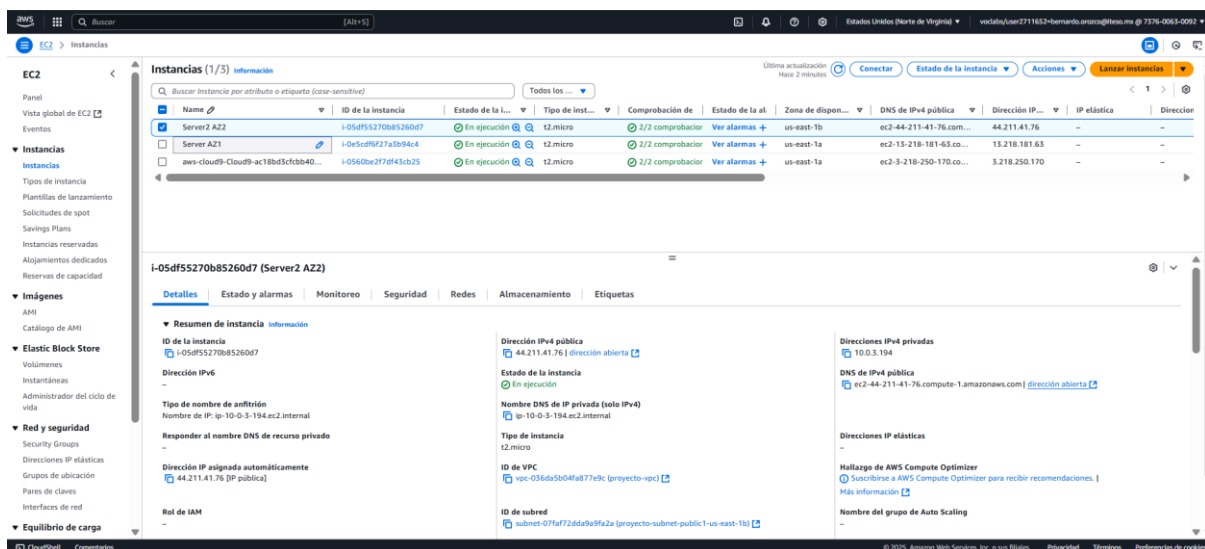 aws Buscar [Alt+S] Estados Unidos (Norte de Virginia) voclabs/user2711652=bernardo.orozco@iteso.mx @ 7376-0063-0092
EC2 > Instancias
EC2
Panel
Vista global de EC2
Eventos
Instancias
Instancias
Tipos de instancia
Plantillas de lanzamiento
Solicitudes de spot
Savings Plans
Instancias reservadas
Alojamientos dedicados
Reservas de capacidad
Imágenes
AMI
Catálogo de AMI
Elastic Block Store
Volúmenes
Instantáneas
Administrador del ciclo de
vida
Red y seguridad
Security Groups
Direcciones IP elásticas
Grupos de ubicación
Pares de claves
Interfaces de red
Equilibrio de carga
Instancias (1/3) Información
Última actualización
Hace 2 minutes
Conectar Estado de la instancia Acciones Lanzar instancias
Buscar Instancia por atributo o etiqueta (case-sensitive) Todos los ... 1
Name ID de la instancia Estado de la i... Tipo de inst... Comprobación de Estado de la al Zona de dispon... DNS de IPv4 pública Dirección IP... IP elástica Direccion
Server2 AZ2 i-05df55270b85260d7 En ejecución t2.micro 2/2 comprobacior Ver alarmas + us-east-1b ec2-44-211-41-76.com... 44.211.41.76 – –
Server AZ1 i-0e5cdf6f27a3b94c4 En ejecución t2.micro 2/2 comprobacior Ver alarmas + us-east-1a ec2-13-218-181-63.co... 13.218.181.63 – –
aws-cloud9-Cloud9-ac18bd3cfcbb40... i-0560be2f7df43cb25 En ejecución t2.micro 2/2 comprobacior Ver alarmas + us-east-1a ec2-3-218-250-170.co... 3.218.250.170 – –
i-05df55270b85260d7 (Server2 AZ2)
Detalles Estado y alarmas Monitoreo Seguridad Redes Almacenamiento Etiquetas
Resumen de instancia Información
ID de la instancia Dirección IPv4 pública Direcciones IPv4 privadas
i-05df55270b85260d7 44.211.41.76 | dirección abierta 10.0.3.194
Dirección IPv6 Estado de la instancia DNS de IPv4 pública
– En ejecución ec2-44-211-41-76.compute-1.amazonaws.com | dirección abierta
Tipo de nombre de anfitrión Nombre DNS de IP privada (solo IPv4)
Nombre de IP: ip-10-0-3-194.ec2.internal ip-10-0-3-194.ec2.internal
Responder al nombre DNS de recurso privado Tipo de instancia Direcciones IP elásticas
– t2.micro –
Dirección IP asignada automáticamente ID de VPC Hallazgo de AWS Compute Optimizer
44.211.41.76 [IP pública] vpc-036da5b04fa877e9c (proyecto-vpc) Suscribirse a AWS Compute Optimizer para recibir recomendaciones. |
Más información
Rol de IAM ID de subred Nombre del grupo de Auto Scaling
– subnet-07faf72dda9a9fa2a (proyecto-subnet-public1-us-east-1b) –
CloudShell Comentarios © 2025, Amazon Web Services, Inc. o sus filiales. Privacidad Términos Preferencias de cookies